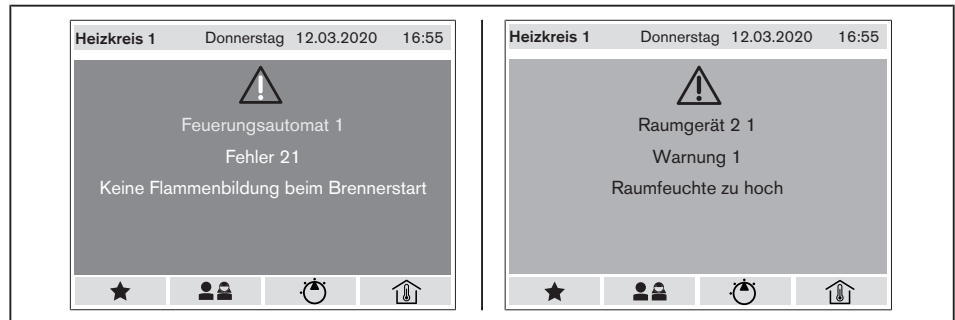 Heizkreis 1 Donnerstag 12.03.2020 16:55
Feuerungsautomat 1
Fehler 21
Keine Flammenbildung beim Brennerstart
Heizkreis 1 Donnerstag 12.03.2020 16:55
Raumgerät 2 1
Warnung 1
Raumfeuchte zu hoch